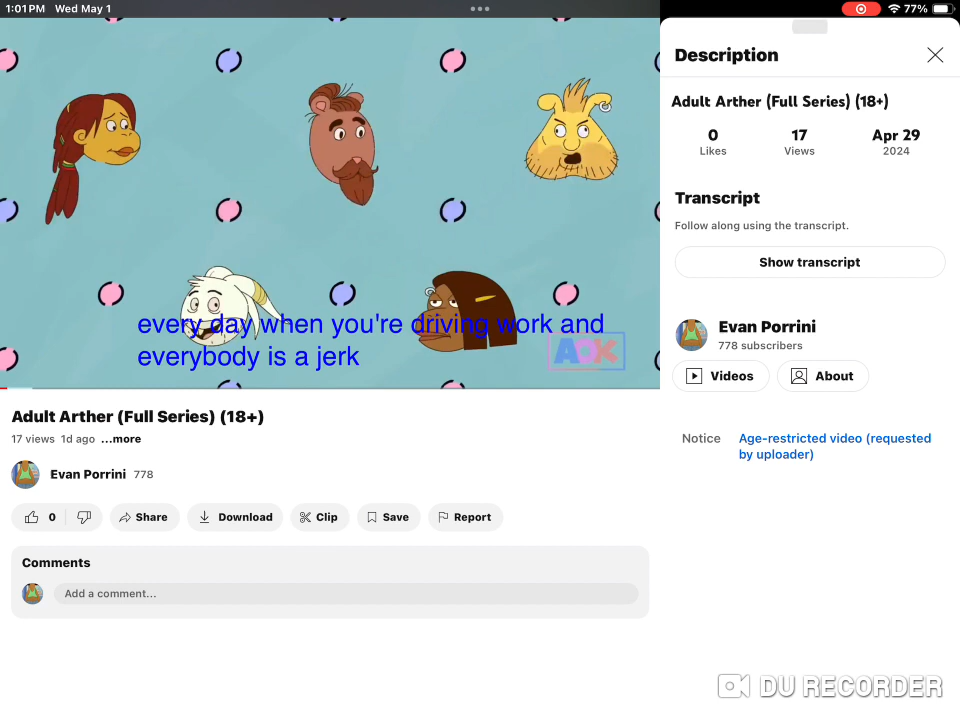 1:01 PM Wed May 1
77%
every day when you're driving work and
everybody is a jerk
AOK
Adult Arther (Full Series) (18+)
17 views 1d ago ...more
Evan Porrini 778
0 Share Download Clip Save Report
Comments
Add a comment...
Description
Adult Arther (Full Series) (18+)
0 17 Apr 29
Likes Views 2024
Transcript
Follow along using the transcript.
Show transcript
Evan Porrini
778 subscribers
Videos About
Notice Age-restricted video (requested
by uploader)
DU RECORDER